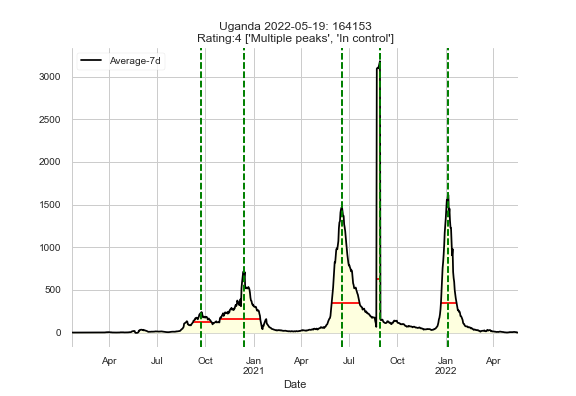 Uganda 2022-05-19: 164153
Rating:4 ['Multiple peaks', 'In control']
Average-7d
3000
2500
2000
1500
1000
500
0
Apr Jul Oct Jan Apr Jul Oct Jan Apr
2021 2022
Date